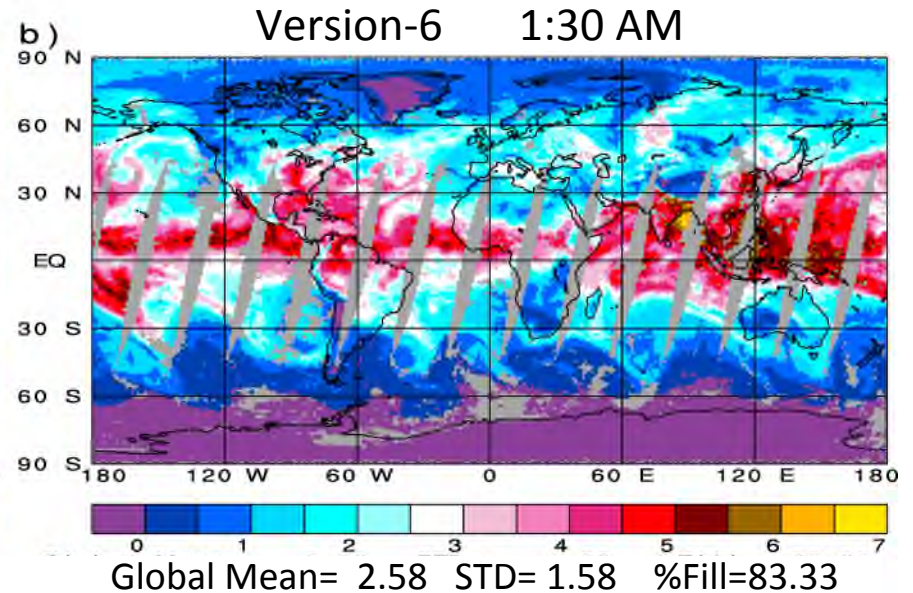 Version-6 1:30 AM
b)
90 N
60 N
30 N
EQ
30 S
60 S
90 S
180 120 W 60 W 0 60 E 120 E 180
0 1 2 3 4 5 6 7
Global Mean= 2.58 STD= 1.58 %Fill=83.33